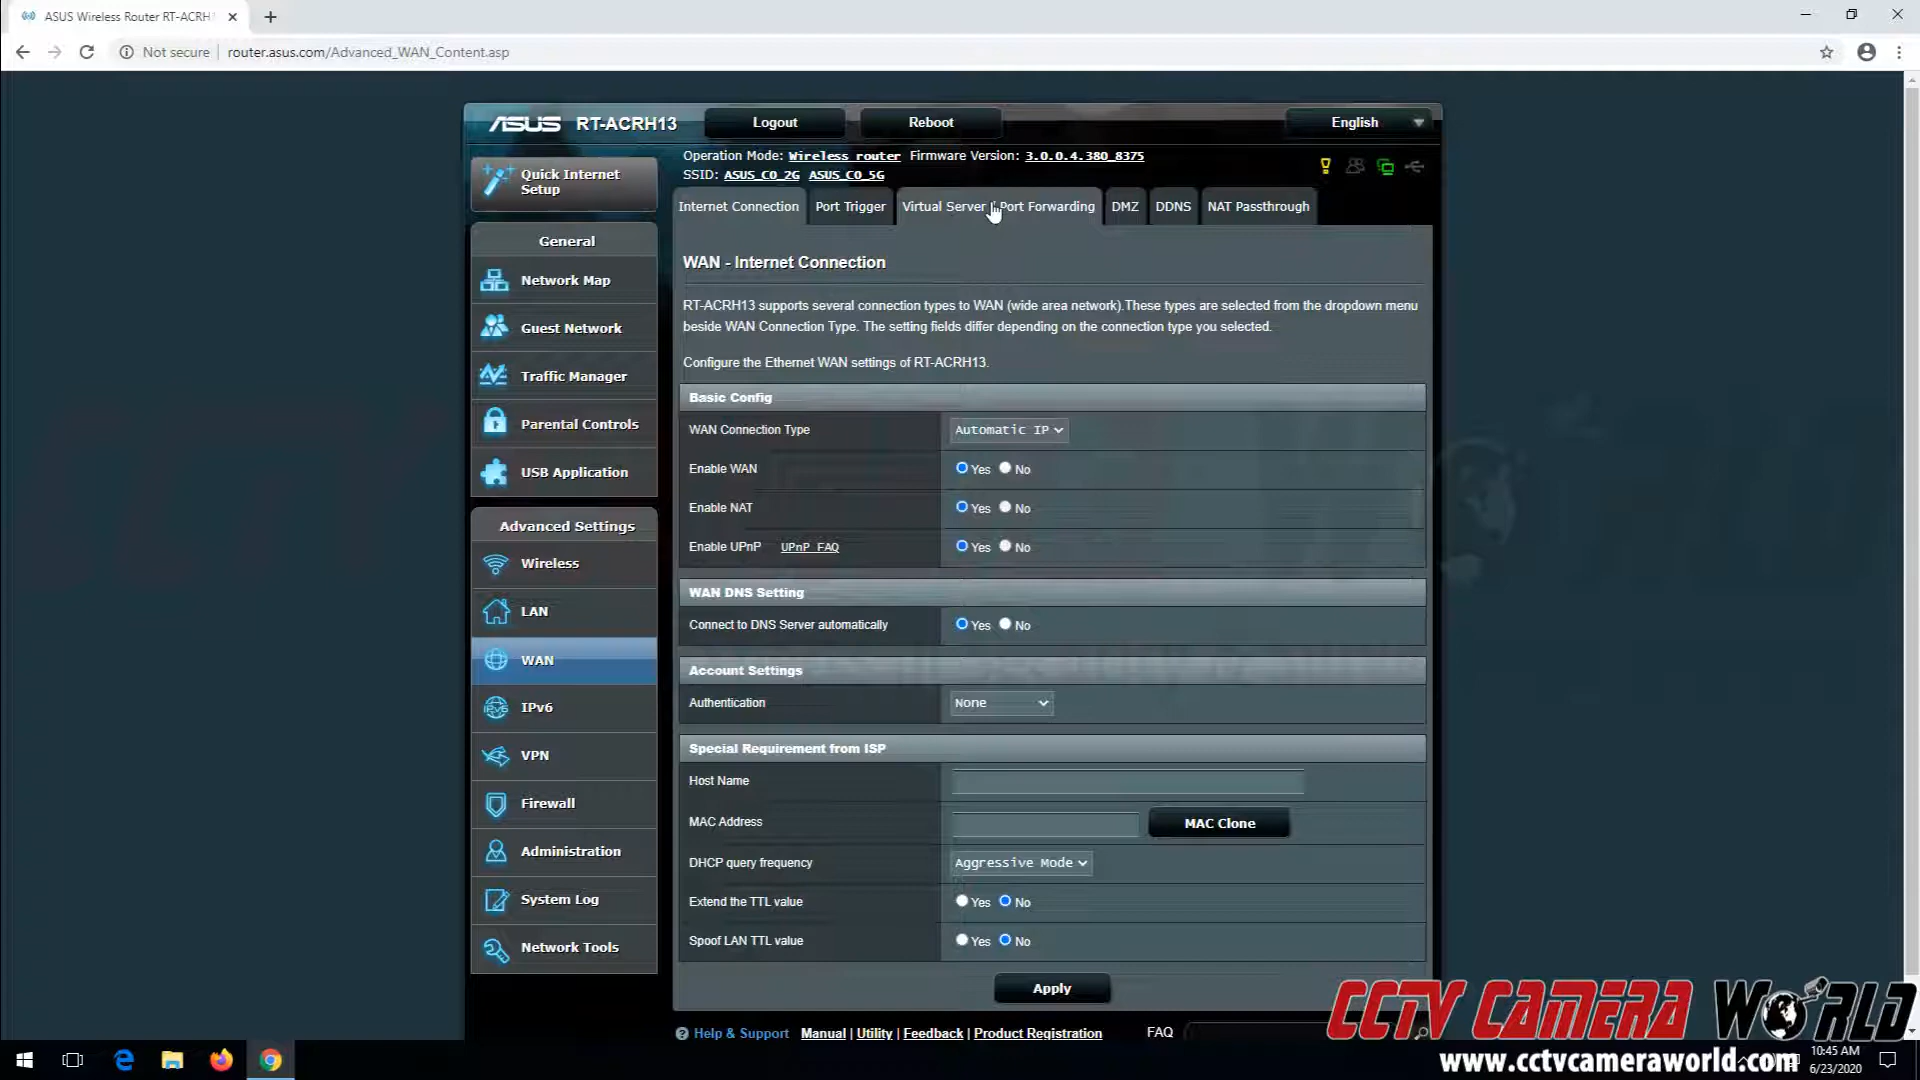 ASUS Wireless Router RT-ACRH1
Not secure
router.asus.com/Advanced_WAN_Content.asp
ASUS RT-ACRH13
Logout
Reboot
English
Operation Mode: Wireless router Firmware Version: 3.0.0.4.380_8375
SSID: ASUS_C0_2G ASUS_C0_5G
Quick Internet
Setup
General
Network Map
Guest Network
Traffic Manager
Parental Controls
USB Application
Advanced Settings
Wireless
LAN
WAN
IPv6
VPN
Firewall
Administration
System Log
Network Tools
Internet Connection
Port Trigger
Virtual Server / Port Forwarding
DMZ
DDNS
NAT Passthrough
WAN - Internet Connection
RT-ACRH13 supports several connection types to WAN (wide area network).These types are selected from the dropdown menu
beside WAN Connection Type. The setting fields differ depending on the connection type you selected.
Configure the Ethernet WAN settings of RT-ACRH13.
Basic Config
WAN Connection Type Automatic IP
Enable WAN Yes No
Enable NAT Yes No
Enable UPnP UPnP FAQ Yes No
WAN DNS Setting
Connect to DNS Server automatically Yes No
Account Settings
Authentication None
Special Requirement from ISP
Host Name
MAC Address MAC Clone
DHCP query frequency Aggressive Mode
Extend the TTL value Yes No
Spoof LAN TTL value Yes No
Apply
Help & Support Manual | Utility | Feedback | Product Registration FAQ
CCTV CAMERA WORLD
www.cctvcameraworld.com
10:45 AM
6/23/2020